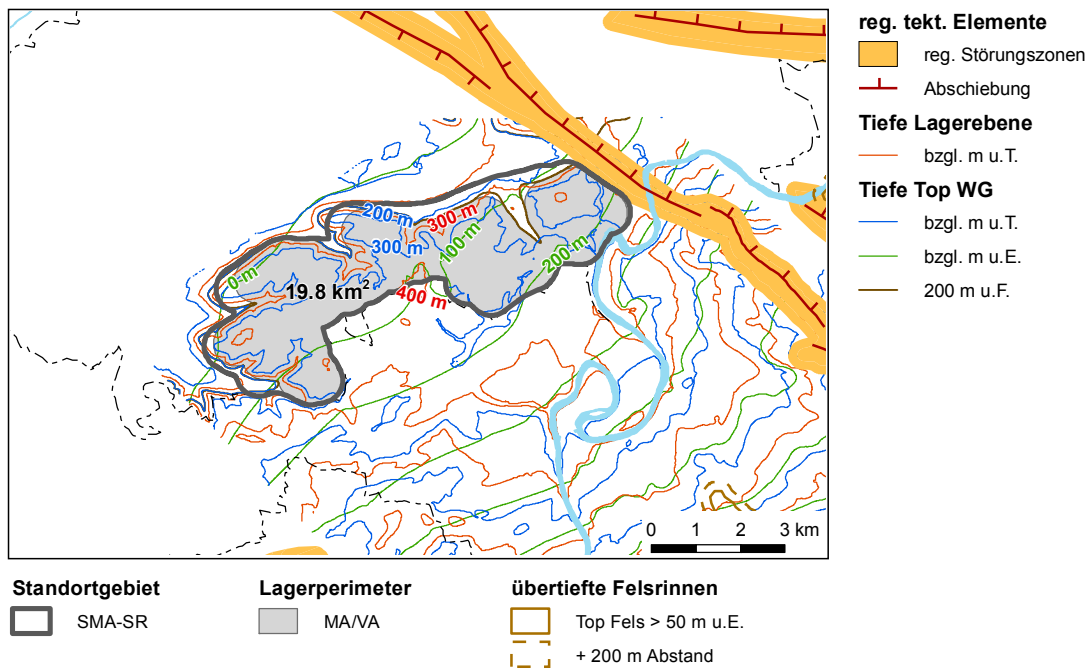 200 m
300 m
300 m
100 m
0 m
200 m
19.8 km²
400 m
0 1 2 3 km
reg. tekt. Elemente
reg. Störungszonen
Abschiebung
Tiefe Lagerebene
bzgl. m u.T.
Tiefe Top WG
bzgl. m u.T.
bzgl. m u.E.
200 m u.F.
Standortgebiet
SMA-SR
Lagerperimeter
MA/VA
übertiefte Felsrinnen
Top Fels > 50 m u.E.
+ 200 m Abstand